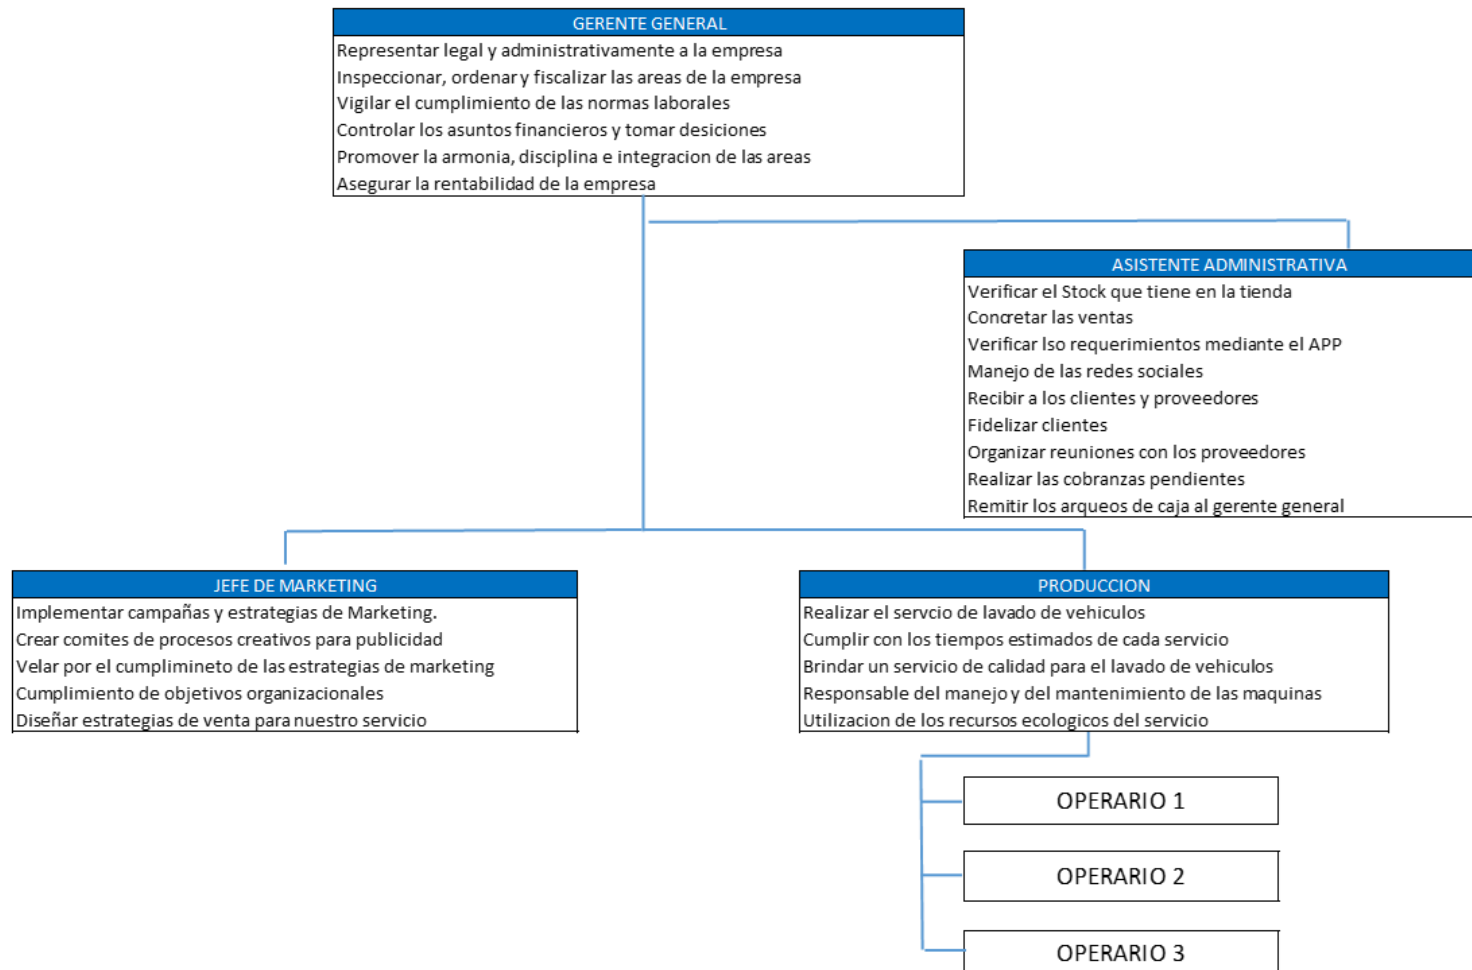 GERENTE GENERAL
Representar legal y administrativamente a la empresa
Inspeccionar, ordenar y fiscalizar las areas de la empresa
Vigilar el cumplimiento de las normas laborales
Controlar los asuntos financieros y tomar desiciones
Promover la armonia, disciplina e integracion de las areas
Asegurar la rentabilidad de la empresa
ASISTENTE ADMINISTRATIVA
Verificar el Stock que tiene en la tienda
Concretar las ventas
Verificar lso requerimientos mediante el APP
Manejo de las redes sociales
Recibir a los clientes y proveedores
Fidelizar clientes
Organizar reuniones con los proveedores
Realizar las cobranzas pendientes
Remitir los arqueos de caja al gerente general
JEFE DE MARKETING
Implementar campañas y estrategias de Marketing.
Crear comites de procesos creativos para publicidad
Velar por el cumplimineto de las estrategias de marketing
Cumplimiento de objetivos organizacionales
Diseñar estrategias de venta para nuestro servicio
PRODUCCION
Realizar el servcio de lavado de vehiculos
Cumplir con los tiempos estimados de cada servicio
Brindar un servicio de calidad para el lavado de vehiculos
Responsable del manejo y del mantenimiento de las maquinas
Utilizacion de los recursos ecologicos del servicio
OPERARIO 1
OPERARIO 2
OPERARIO 3